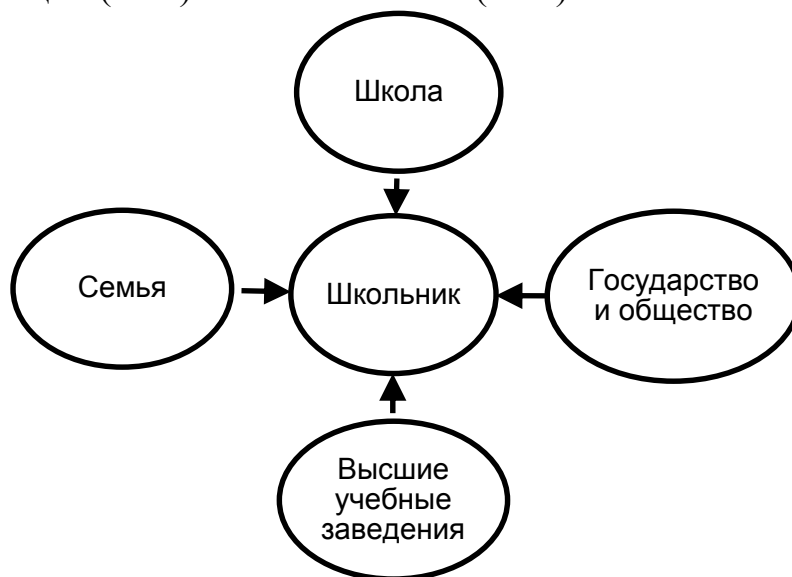 Школа
Семья
Школьник
Государство
и общество
Высшие
учебные
заведения